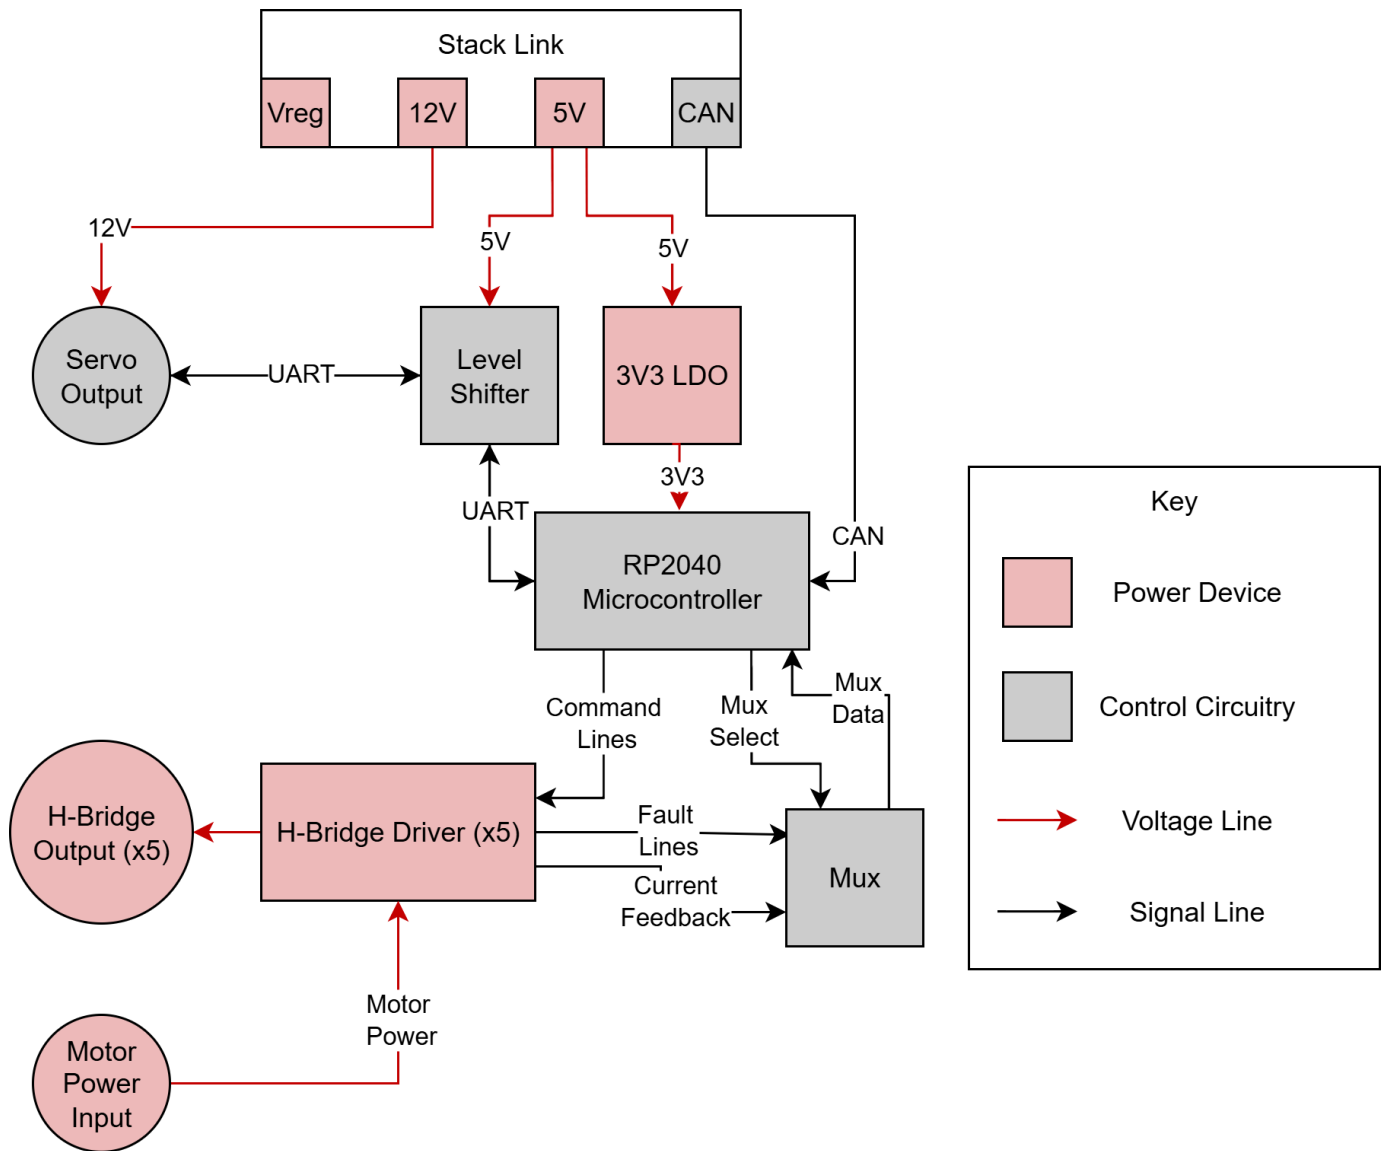 Stack Link
Vreg
12V
5V
CAN
12V
5V
5V
Servo
Output
UART
Level
Shifter
3V3 LDO
3V3
UART
CAN
RP2040
Microcontroller
Command
Lines
Mux
Select
Mux
Data
H-Bridge
Output (x5)
H-Bridge Driver (x5)
Fault
Lines
Current
Feedback
Mux
Motor
Power
Motor
Power
Input
Key
Power Device
Control Circuitry
Voltage Line
Signal Line